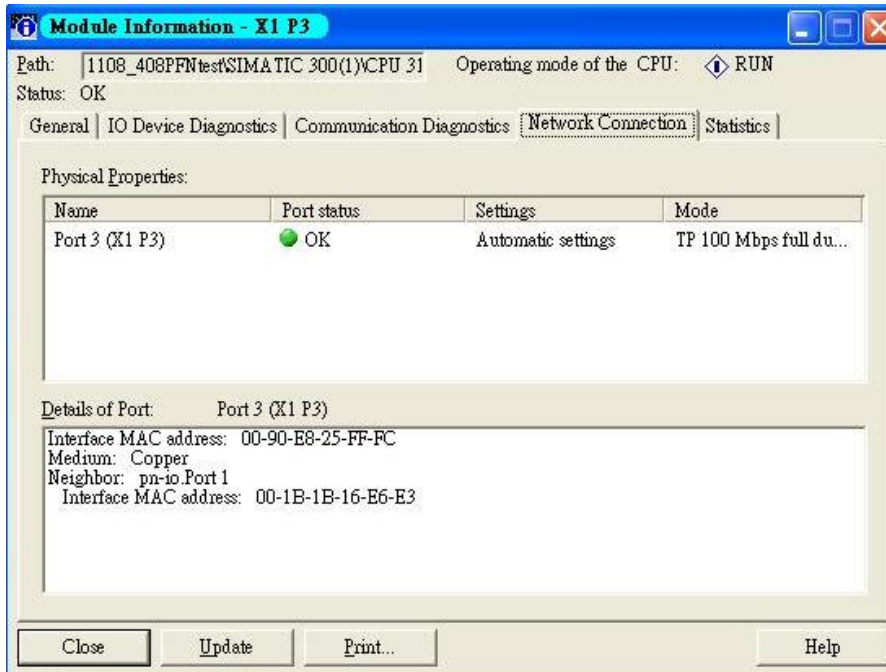 Module Information - X1 P3
Path: 1108_408PFNtest\SIMATIC 300(1)\CPU 31 Operating mode of the CPU: RUN
Status: OK
General IO Device Diagnostics Communication Diagnostics Network Connection Statistics
Physical Properties:
Name Port status Settings Mode
Port 3 (X1 P3) OK Automatic settings TP 100 Mbps full du...
Details of Port: Port 3 (X1 P3)
Interface MAC address: 00-90-E8-25-FF-FC
Medium: Copper
Neighbor: pn-io.Port 1
Interface MAC address: 00-1B-1B-16-E6-E3
Close Update Print... Help